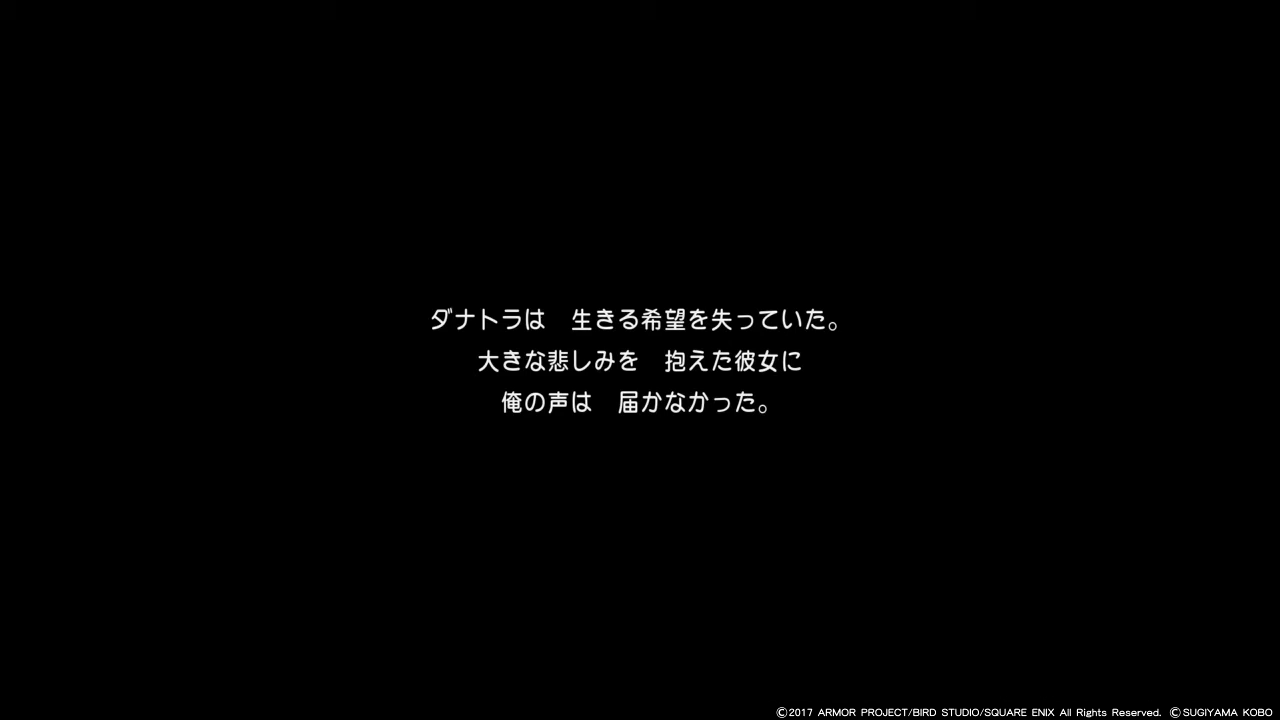 ダナトラは　生きる希望を失っていた。
大きな悲しみを　抱えた彼女に
俺の声は　届かなかった。
©2017 ARMOR PROJECT/BIRD STUDIO/SQUARE ENIX All Rights Reserved. ©SUGIYAMA KOBO